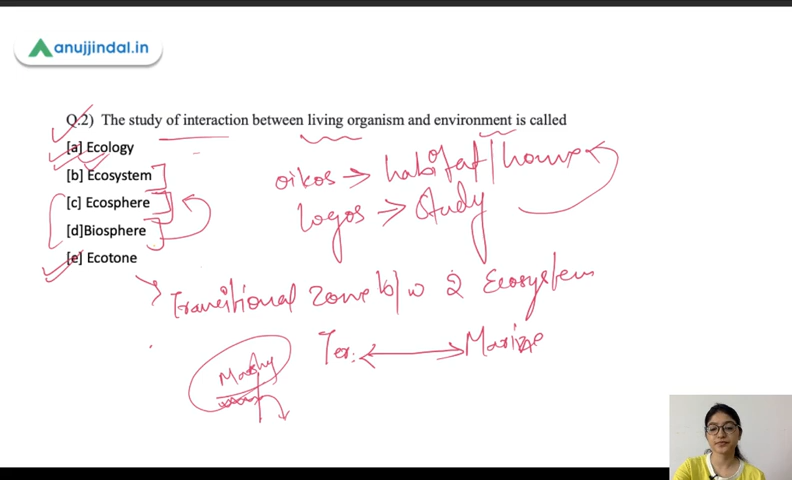 anujjindal.in
Q.2) The study of interaction between living organism and environment is called
[a] Ecology
[b] Ecosystem
[c] Ecosphere
[d]Biosphere
[e] Ecotone
oikos → habitat/home
logos → study
Transitional zone b/w 2 Ecosystem
Ter. ↔ Marine
Marshy